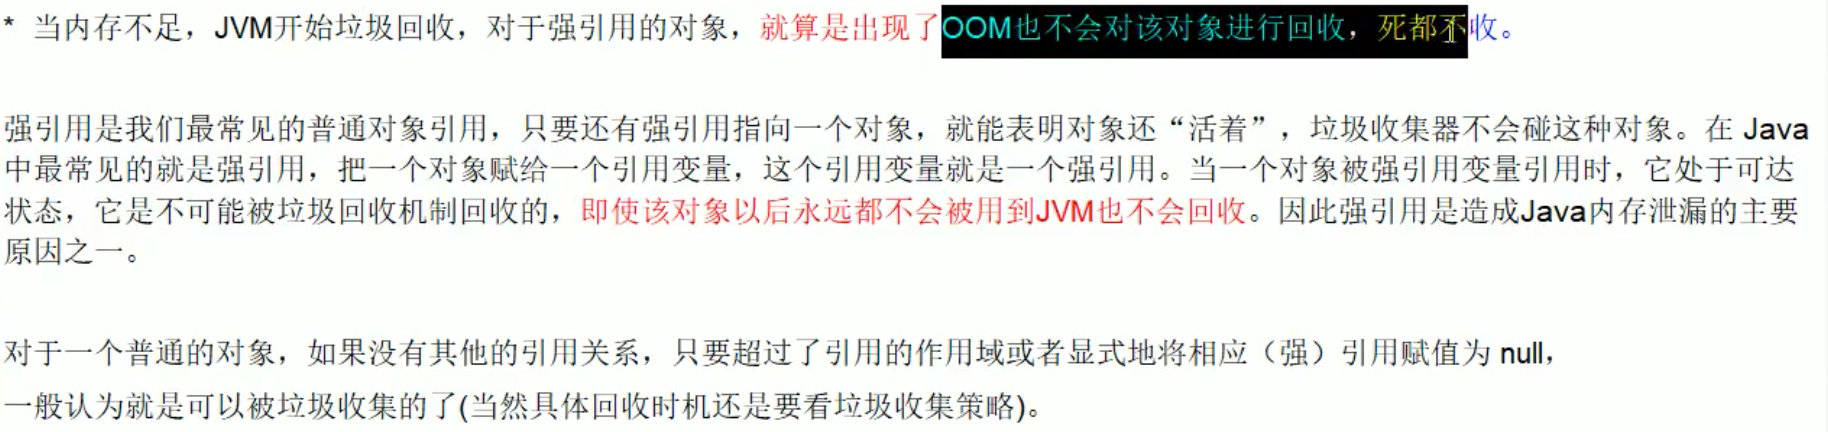 * 当内存不足，JVM开始垃圾回收，对于强引用的对象，就算是出现了OOM也不会对该对象进行回收，死都不收。
强引用是我们最常见的普通对象引用，只要还有强引用指向一个对象，就能表明对象还“活着”，垃圾收集器不会碰这种对象。在 Java
中最常见的就是强引用，把一个对象赋给一个引用变量，这个引用变量就是一个强引用。当一个对象被强引用变量引用时，它处于可达
状态，它是不可能被垃圾回收机制回收的，即使该对象以后永远都不会被用到JVM也不会回收。因此强引用是造成Java内存泄漏的主要
原因之一。
对于一个普通的对象，如果没有其他的引用关系，只要超过了引用的作用域或者显式地将相应（强）引用赋值为 null，
一般认为就是可以被垃圾收集的了(当然具体回收时机还是要看垃圾收集策略)。